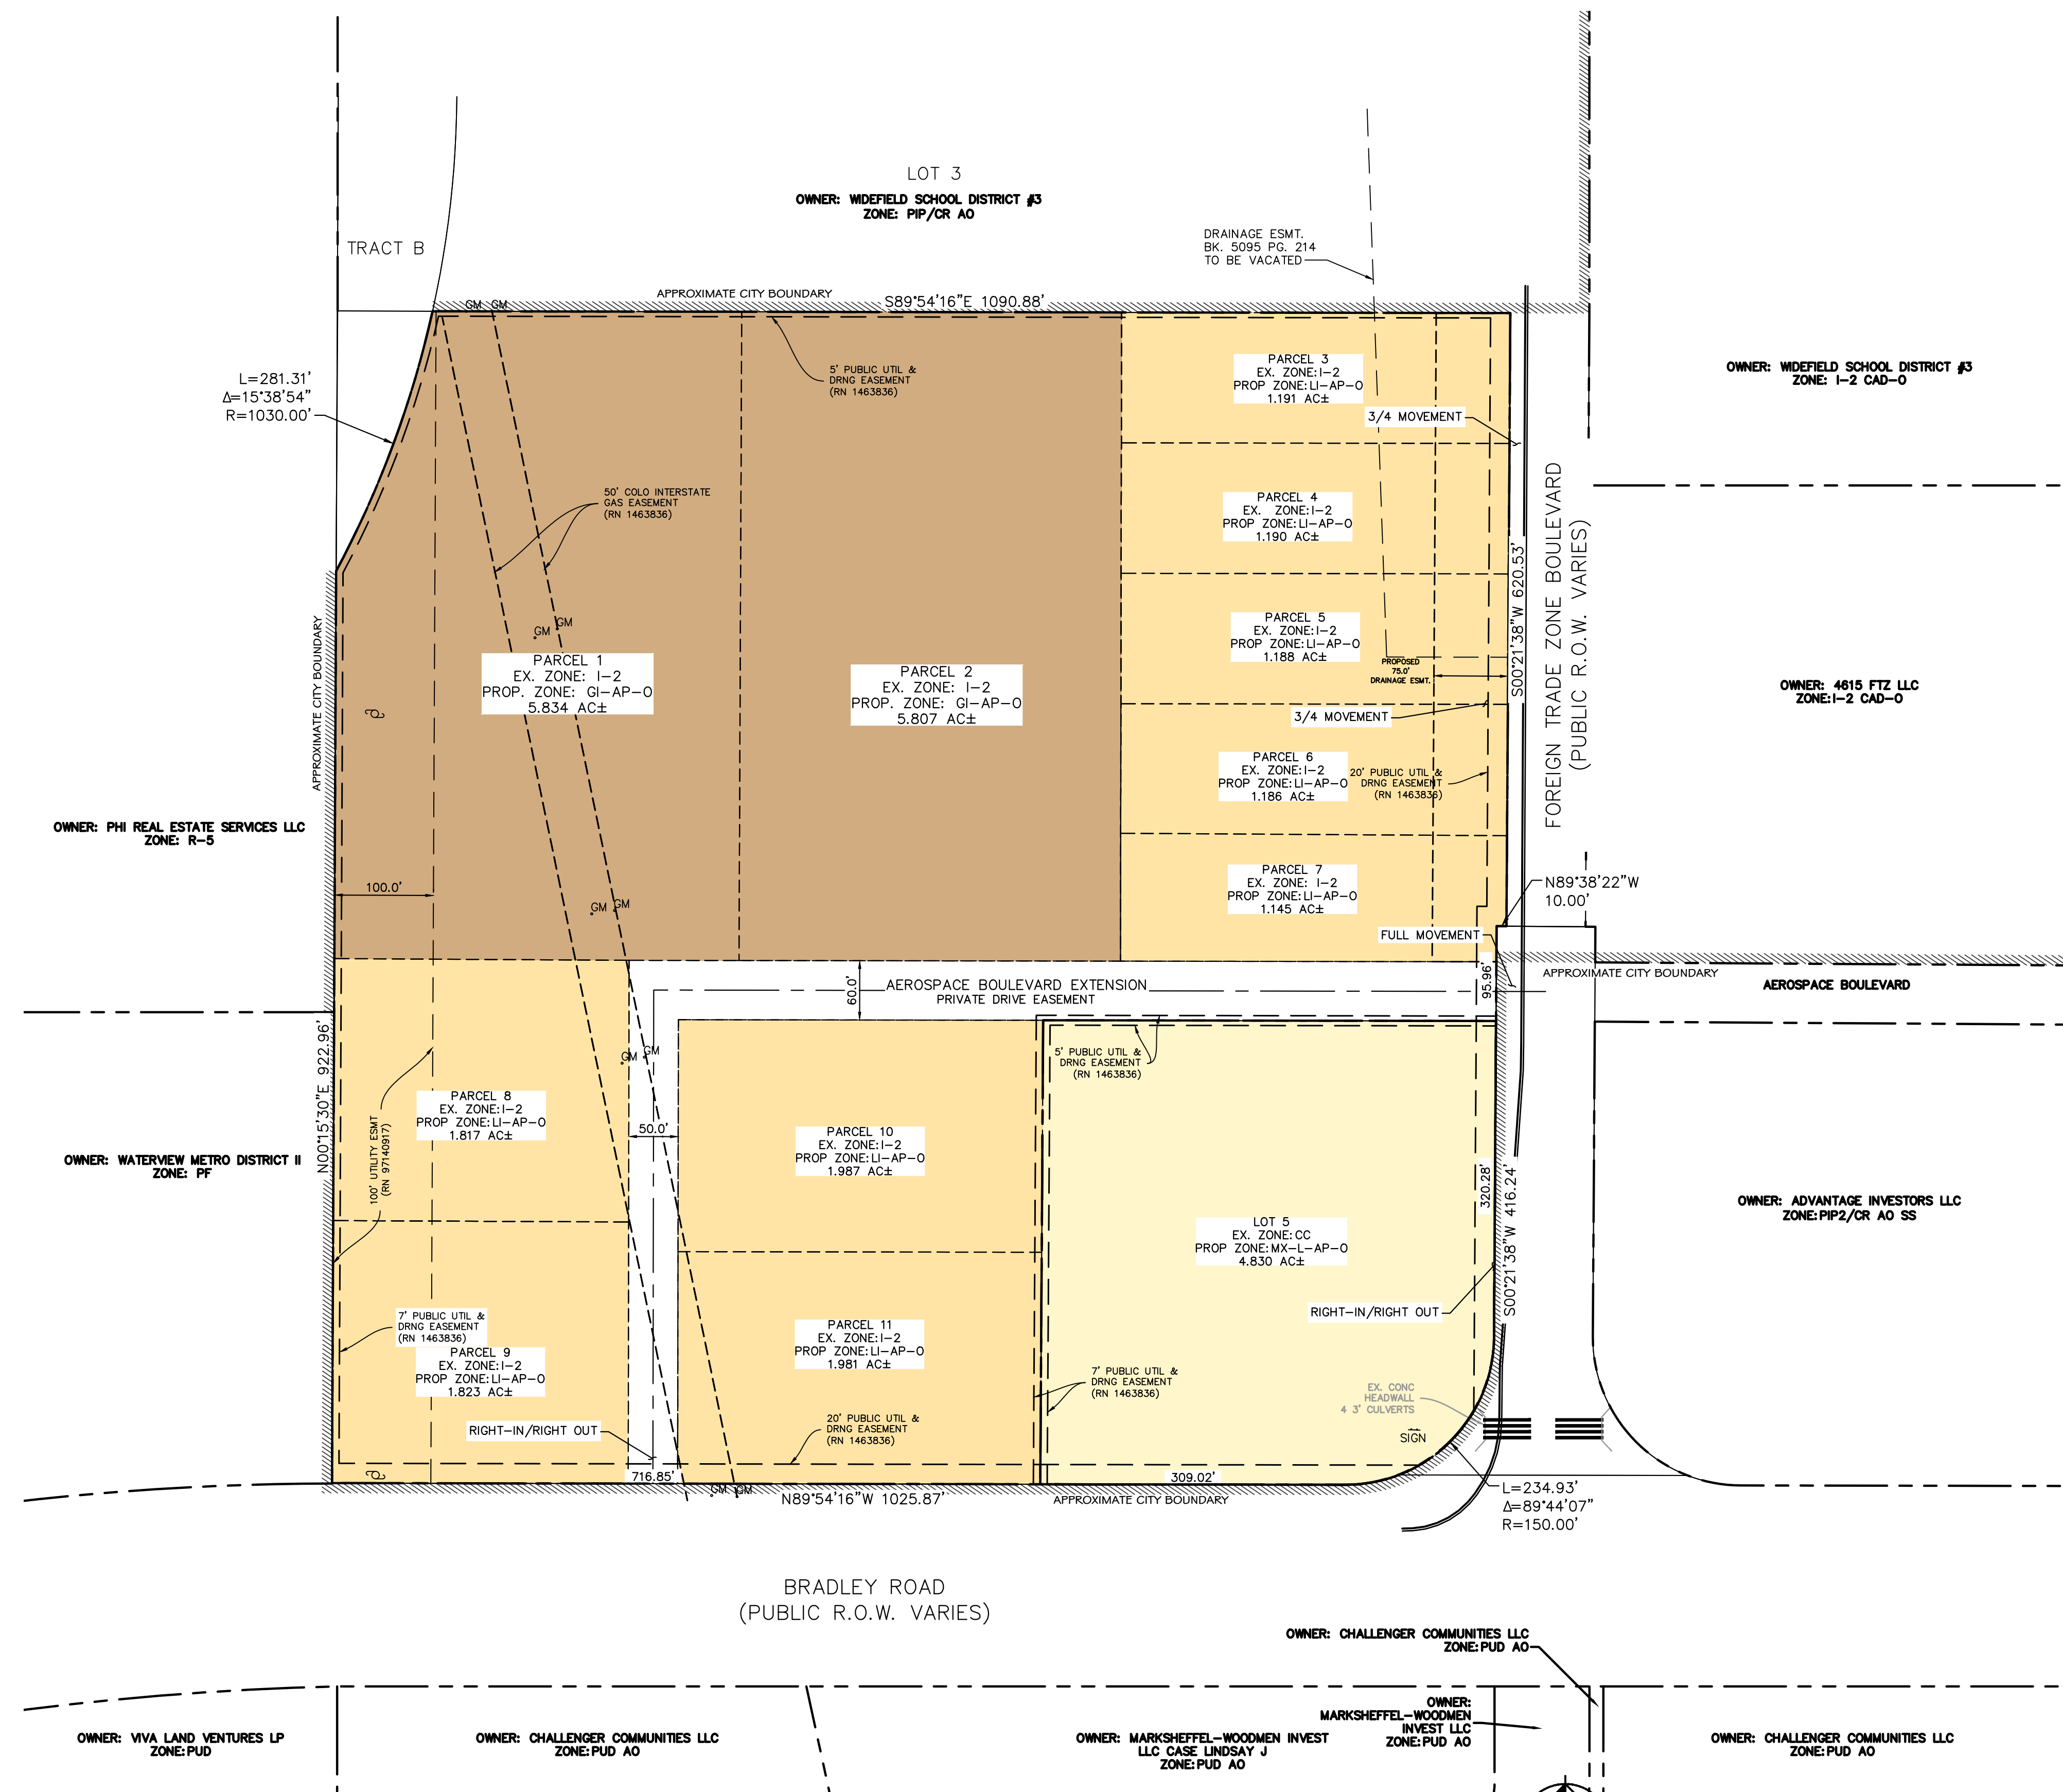 LOT 3
OWNER: WIDEFIELD SCHOOL DISTRICT #3
ZONE: PIP/CR AO
TRACT B
DRAINAGE ESMT.
BK. 5095 PG. 214
TO BE VACATED
APPROXIMATE CITY BOUNDARY
S89°54'16"E 1090.88'
GM GM
L=281.31'
Δ=15°38'54"
R=1030.00'
5' PUBLIC UTIL &
DRNG EASEMENT
(RN 1463836)
PARCEL 3
EX. ZONE:I-2
PROP ZONE:LI-AP-O
1.191 AC±
3/4 MOVEMENT
OWNER: WIDEFIELD SCHOOL DISTRICT #3
ZONE: I-2 CAD-O
50' COLO INTERSTATE
GAS EASEMENT
(RN 1463836)
PARCEL 4
EX. ZONE:I-2
PROP ZONE:LI-AP-O
1.190 AC±
S00°21'38"W 620.53'
FOREIGN TRADE ZONE BOULEVARD
(PUBLIC R.O.W. VARIES)
APPROXIMATE CITY BOUNDARY
GM GM
PARCEL 1
EX. ZONE: I-2
PROP. ZONE: GI-AP-O
5.834 AC±
PARCEL 2
EX. ZONE: I-2
PROP. ZONE: GI-AP-O
5.807 AC±
PARCEL 5
EX. ZONE:I-2
PROP ZONE:LI-AP-O
1.188 AC±
PROPOSED
75.0'
DRAINAGE ESMT.
OWNER: 4615 FTZ LLC
ZONE:I-2 CAD-O
3/4 MOVEMENT
PARCEL 6
EX. ZONE:I-2
PROP ZONE:LI-AP-O
1.186 AC±
20' PUBLIC UTIL &
DRNG EASEMENT
(RN 1463836)
OWNER: PHI REAL ESTATE SERVICES LLC
ZONE: R-5
100.0'
GM GM
PARCEL 7
EX. ZONE: I-2
PROP ZONE:LI-AP-O
1.145 AC±
N89°38'22"W
10.00'
FULL MOVEMENT
60.0'
AEROSPACE BOULEVARD EXTENSION
PRIVATE DRIVE EASEMENT
95.96'
APPROXIMATE CITY BOUNDARY
AEROSPACE BOULEVARD
N00°15'30"E 922.96'
GM GM
5' PUBLIC UTIL &
DRNG EASEMENT
(RN 1463836)
PARCEL 8
EX. ZONE:I-2
PROP ZONE:LI-AP-O
1.817 AC±
100' UTILITY ESMT
(RN 97140917)
50.0'
PARCEL 10
EX. ZONE:I-2
PROP ZONE:LI-AP-O
1.987 AC±
OWNER: WATERVIEW METRO DISTRICT II
ZONE: PF
320.28'
S00°21'38"W 416.24'
LOT 5
EX. ZONE:CC
PROP ZONE:MX-L-AP-O
4.830 AC±
OWNER: ADVANTAGE INVESTORS LLC
ZONE:PIP2/CR AO SS
RIGHT-IN/RIGHT OUT
7' PUBLIC UTIL &
DRNG EASEMENT
(RN 1463836)
PARCEL 9
EX. ZONE:I-2
PROP ZONE:LI-AP-O
1.823 AC±
PARCEL 11
EX. ZONE:I-2
PROP ZONE:LI-AP-O
1.981 AC±
7' PUBLIC UTIL &
DRNG EASEMENT
(RN 1463836)
EX. CONC
HEADWALL
4 3' CULVERTS
SIGN
RIGHT-IN/RIGHT OUT
20' PUBLIC UTIL &
DRNG EASEMENT
(RN 1463836)
716.85'
309.02'
GM GM
N89°54'16"W 1025.87'
APPROXIMATE CITY BOUNDARY
L=234.93'
Δ=89°44'07"
R=150.00'
BRADLEY ROAD
(PUBLIC R.O.W. VARIES)
OWNER: CHALLENGER COMMUNITIES LLC
ZONE:PUD AO
OWNER: VIVA LAND VENTURES LP
ZONE:PUD
OWNER: CHALLENGER COMMUNITIES LLC
ZONE:PUD AO
OWNER: MARKSHEFFEL-WOODMEN INVEST
LLC CASE LINDSAY J
ZONE:PUD AO
OWNER:
MARKSHEFFEL-WOODMEN
INVEST LLC
ZONE:PUD AO
OWNER: CHALLENGER COMMUNITIES LLC
ZONE:PUD AO